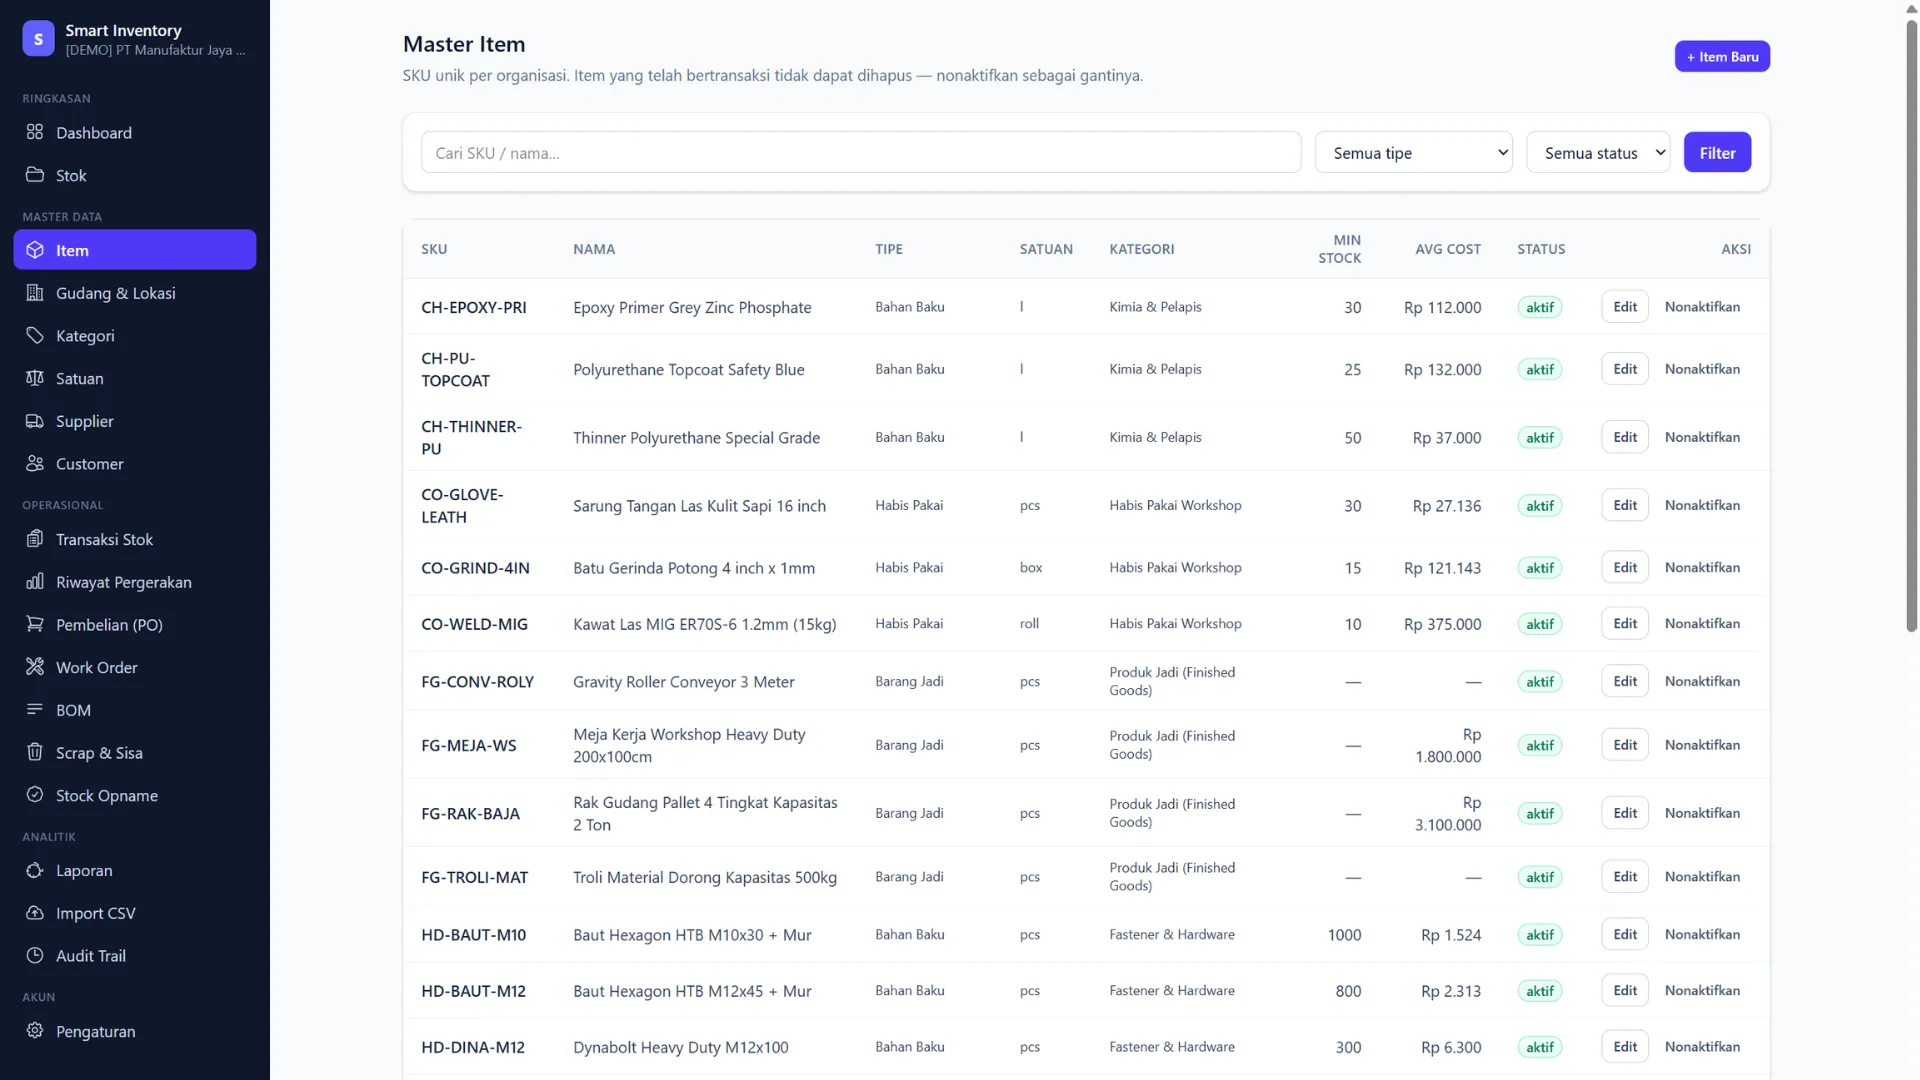 S
Smart Inventory
[DEMO] PT Manufaktur Jaya ...
RINGKASAN
Dashboard
Stok
MASTER DATA
Item
Gudang & Lokasi
Kategori
Satuan
Supplier
Customer
OPERASIONAL
Transaksi Stok
Riwayat Pergerakan
Pembelian (PO)
Work Order
BOM
Scrap & Sisa
Stock Opname
ANALITIK
Laporan
Import CSV
Audit Trail
AKUN
Pengaturan
Master Item
SKU unik per organisasi. Item yang telah bertransaksi tidak dapat dihapus — nonaktifkan sebagai gantinya.
+ Item Baru
Cari SKU / nama...
Semua tipe
Semua status
Filter
SKU NAMA TIPE SATUAN KATEGORI MIN STOCK AVG COST STATUS AKSI
CH-EPOXY-PRI Epoxy Primer Grey Zinc Phosphate Bahan Baku l Kimia & Pelapis 30 Rp 112.000 aktif Edit Nonaktifkan
CH-PU-TOPCOAT Polyurethane Topcoat Safety Blue Bahan Baku l Kimia & Pelapis 25 Rp 132.000 aktif Edit Nonaktifkan
CH-THINNER-PU Thinner Polyurethane Special Grade Bahan Baku l Kimia & Pelapis 50 Rp 37.000 aktif Edit Nonaktifkan
CO-GLOVE-LEATH Sarung Tangan Las Kulit Sapi 16 inch Habis Pakai pcs Habis Pakai Workshop 30 Rp 27.136 aktif Edit Nonaktifkan
CO-GRIND-4IN Batu Gerinda Potong 4 inch x 1mm Habis Pakai box Habis Pakai Workshop 15 Rp 121.143 aktif Edit Nonaktifkan
CO-WELD-MIG Kawat Las MIG ER70S-6 1.2mm (15kg) Habis Pakai roll Habis Pakai Workshop 10 Rp 375.000 aktif Edit Nonaktifkan
FG-CONV-ROLY Gravity Roller Conveyor 3 Meter Barang Jadi pcs Produk Jadi (Finished Goods) — — aktif Edit Nonaktifkan
FG-MEJA-WS Meja Kerja Workshop Heavy Duty 200x100cm Barang Jadi pcs Produk Jadi (Finished Goods) — Rp 1.800.000 aktif Edit Nonaktifkan
FG-RAK-BAJA Rak Gudang Pallet 4 Tingkat Kapasitas 2 Ton Barang Jadi pcs Produk Jadi (Finished Goods) — Rp 3.100.000 aktif Edit Nonaktifkan
FG-TROLI-MAT Troli Material Dorong Kapasitas 500kg Barang Jadi pcs Produk Jadi (Finished Goods) — — aktif Edit Nonaktifkan
HD-BAUT-M10 Baut Hexagon HTB M10x30 + Mur Bahan Baku pcs Fastener & Hardware 1000 Rp 1.524 aktif Edit Nonaktifkan
HD-BAUT-M12 Baut Hexagon HTB M12x45 + Mur Bahan Baku pcs Fastener & Hardware 800 Rp 2.313 aktif Edit Nonaktifkan
HD-DINA-M12 Dynabolt Heavy Duty M12x100 Bahan Baku pcs Fastener & Hardware 300 Rp 6.300 aktif Edit Nonaktifkan